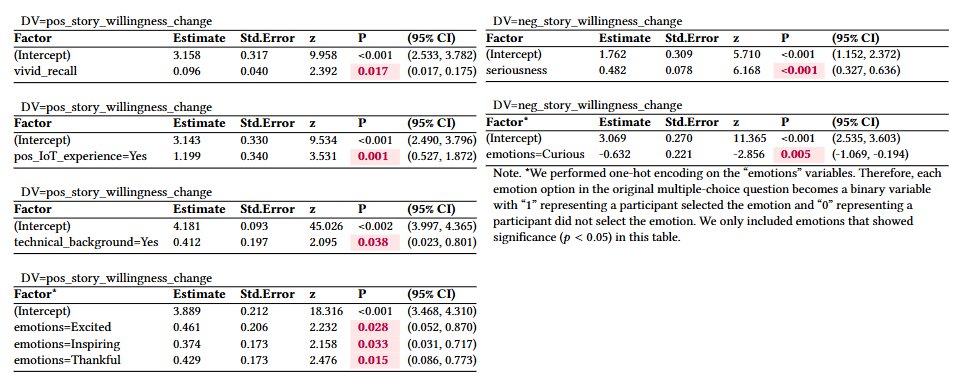 DV=pos_story_willingness_change
Factor Estimate Std.Error z P (95% CI)
(Intercept) 3.158 0.317 9.958 <0.001 (2.533, 3.782)
vivid_recall 0.096 0.040 2.392 0.017 (0.017, 0.175)
DV=pos_story_willingness_change
Factor Estimate Std.Error z P (95% CI)
(Intercept) 3.143 0.330 9.534 <0.001 (2.490, 3.796)
pos_IoT_experience=Yes 1.199 0.340 3.531 0.001 (0.527, 1.872)
DV=pos_story_willingness_change
Factor Estimate Std.Error z P (95% CI)
(Intercept) 4.181 0.093 45.026 <0.002 (3.997, 4.365)
technical_background=Yes 0.412 0.197 2.095 0.038 (0.023, 0.801)
DV=pos_story_willingness_change
Factor* Estimate Std.Error z P (95% CI)
(Intercept) 3.889 0.212 18.316 <0.001 (3.468, 4.310)
emotions=Excited 0.461 0.206 2.232 0.028 (0.052, 0.870)
emotions=Inspiring 0.374 0.173 2.158 0.033 (0.031, 0.717)
emotions=Thankful 0.429 0.173 2.476 0.015 (0.086, 0.773)
DV=neg_story_willingness_change
Factor Estimate Std.Error z P (95% CI)
(Intercept) 1.762 0.309 5.710 <0.001 (1.152, 2.372)
seriousness 0.482 0.078 6.168 <0.001 (0.327, 0.636)
DV=neg_story_willingness_change
Factor* Estimate Std.Error z P (95% CI)
(Intercept) 3.069 0.270 11.365 <0.001 (2.535, 3.603)
emotions=Curious -0.632 0.221 -2.856 0.005 (-1.069, -0.194)
Note. *We performed one-hot encoding on the “emotions” variables. Therefore, each
emotion option in the original multiple-choice question becomes a binary variable
with “1” representing a participant selected the emotion and “0” representing a
participant did not select the emotion. We only included emotions that showed
significance (p < 0.05) in this table.